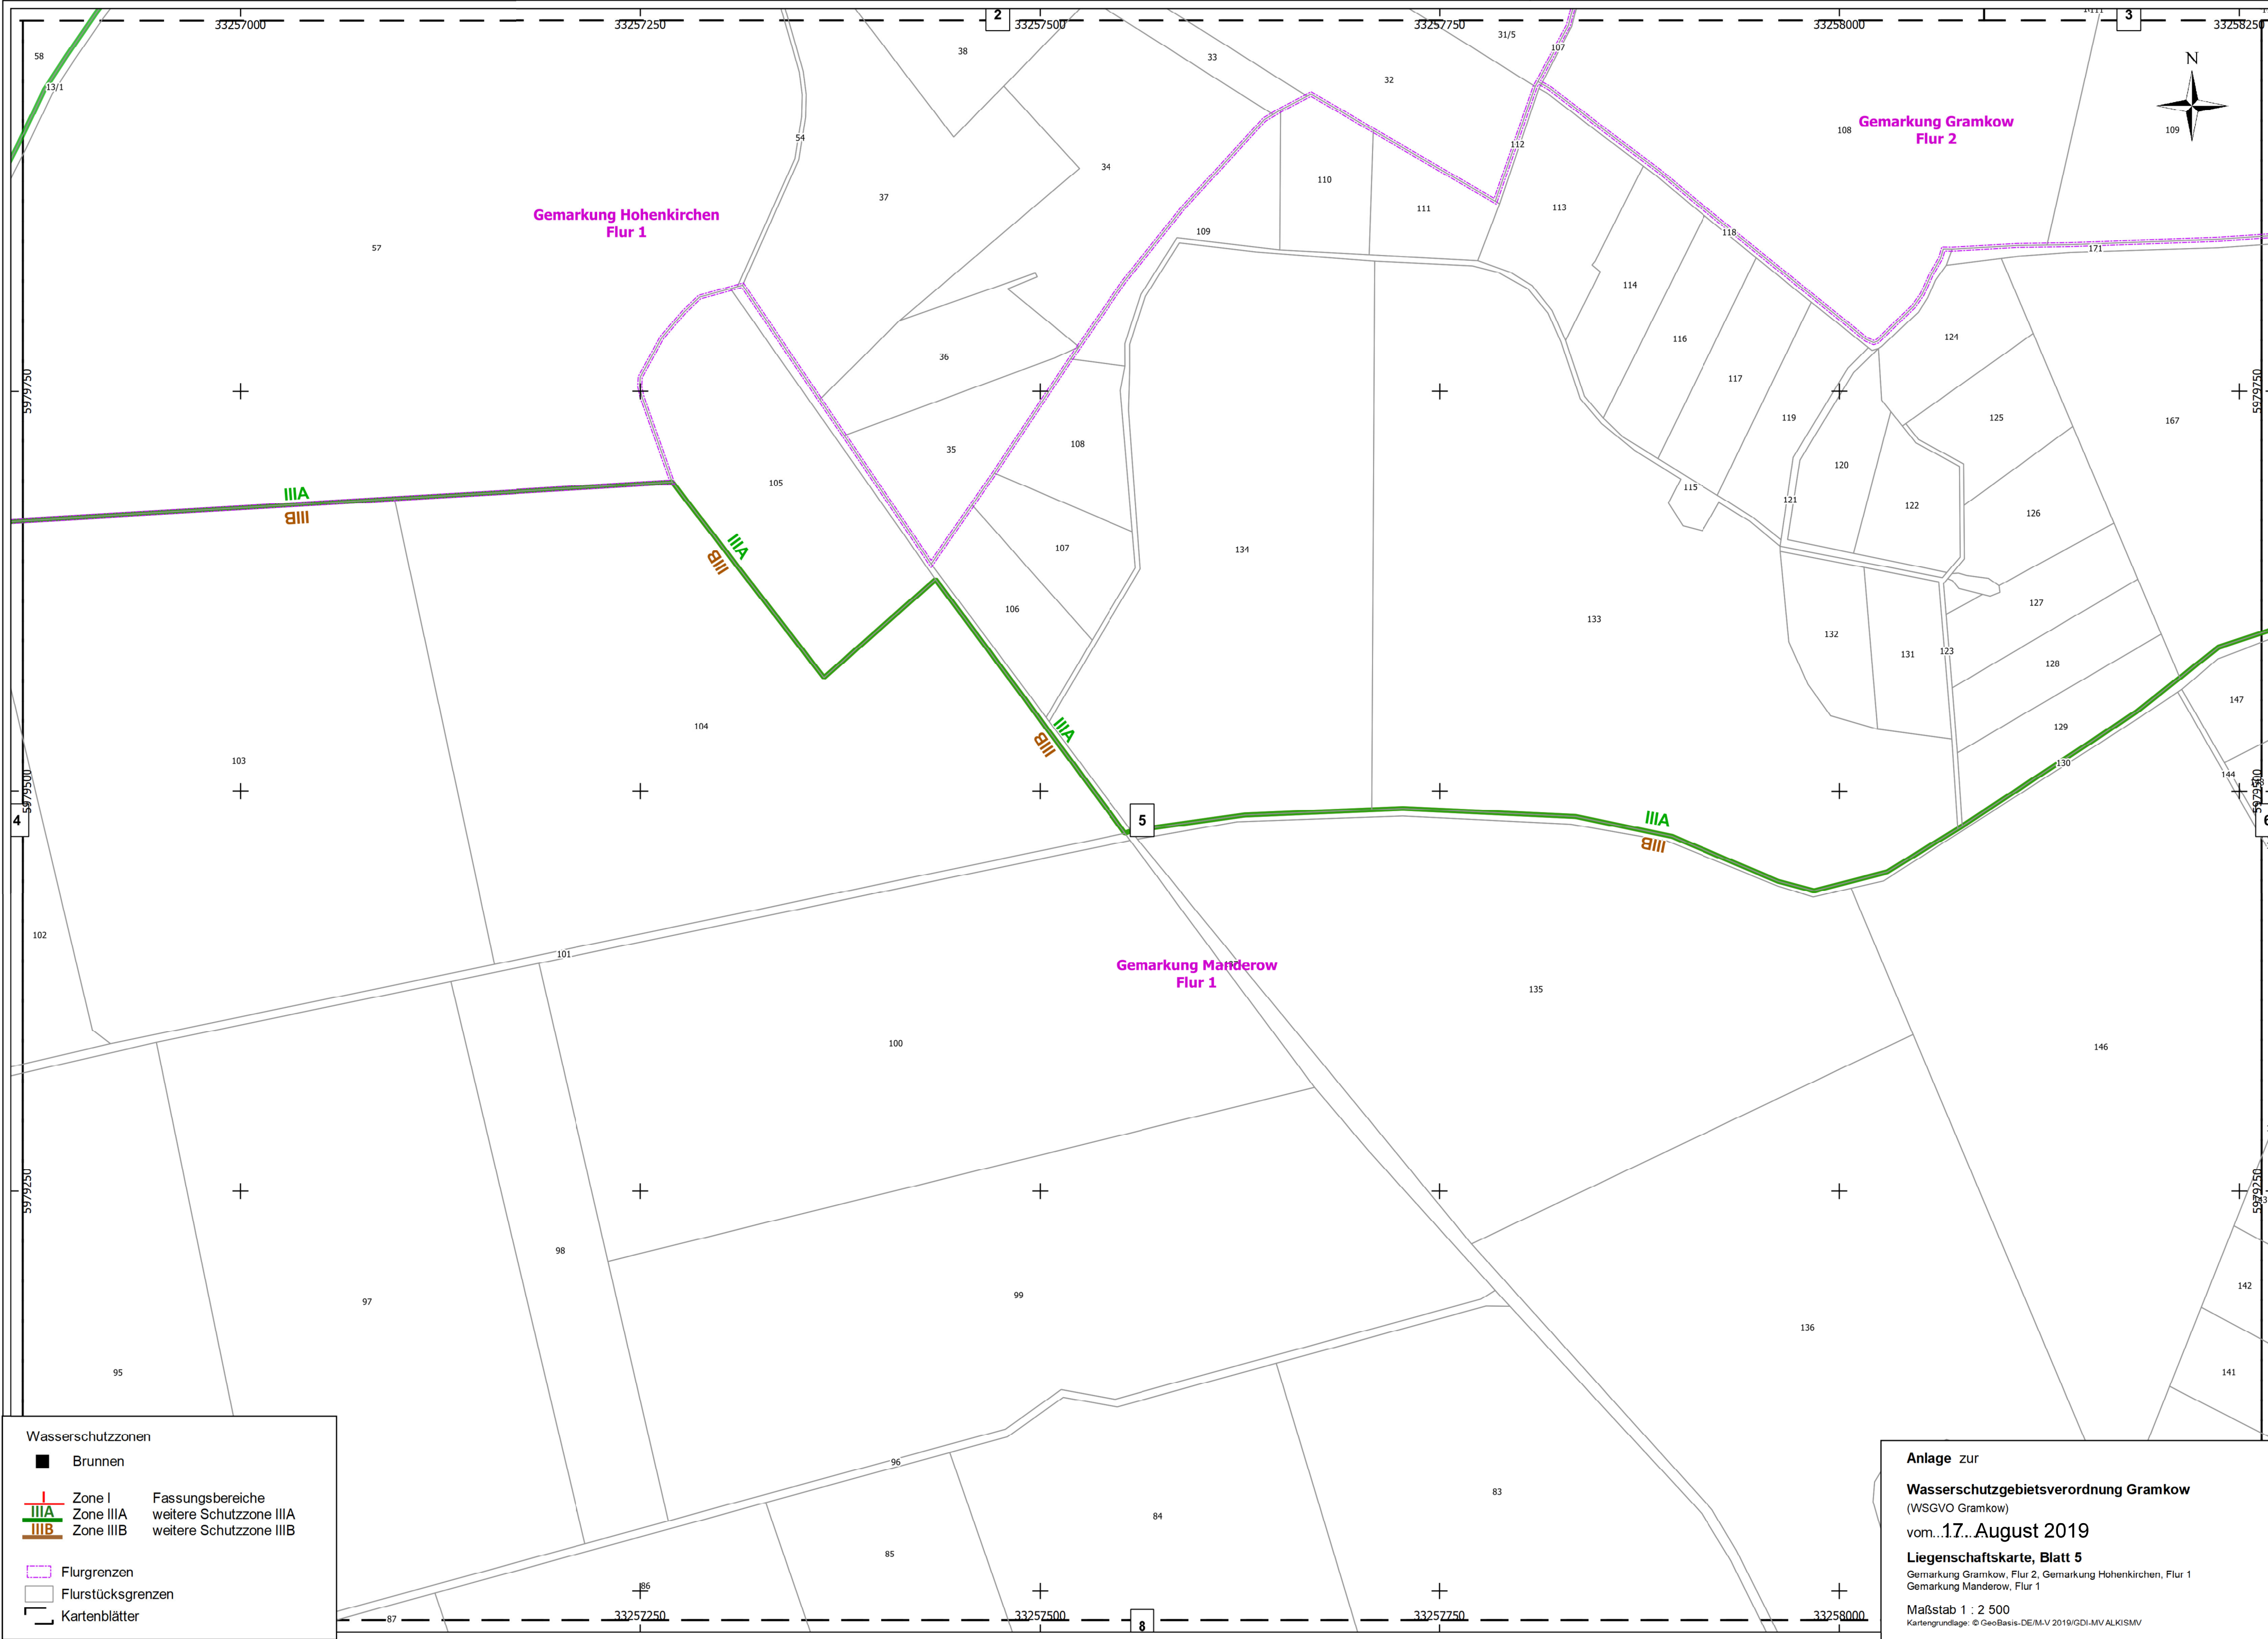 2
3
33257000
33257250
33257500
33257750
33258000
33258250
58
13/1
38
33
32
31/5
107
N
54
108
Gemarkung Gramkow
Flur 2
109
112
34
110
37
111
113
Gemarkung Hohenkirchen
Flur 1
57
109
118
171
114
116
124
36
117
5979750
5979750
119
125
167
108
35
120
105
115
121
122
126
IIIA
IIIB
IIIA
IIIB
107
134
106
133
127
132
131
123
128
147
104
IIIA
IIIB
129
103
130
144
5979500
5979500
4
5
6
IIIA
IIIB
102
101
Gemarkung Manderow
Flur 1
135
100
146
5979250
5979250
98
142
99
97
136
95
141
96
83
84
85
86
87
33257250
33257500
33257750
33258000
8
Wasserschutzzonen
Brunnen
I Zone I Fassungsbereiche
IIIA Zone IIIA weitere Schutzzone IIIA
IIIB Zone IIIB weitere Schutzzone IIIB
Flurgrenzen
Flurstücksgrenzen
Kartenblätter
Anlage zur
Wasserschutzgebietsverordnung Gramkow
(WSGVO Gramkow)
vom...17. August 2019
Liegenschaftskarte, Blatt 5
Gemarkung Gramkow, Flur 2, Gemarkung Hohenkirchen, Flur 1
Gemarkung Manderow, Flur 1
Maßstab 1 : 2 500
Kartengrundlage: © GeoBasis-DE/M-V 2019/GDI-MV ALKISMV